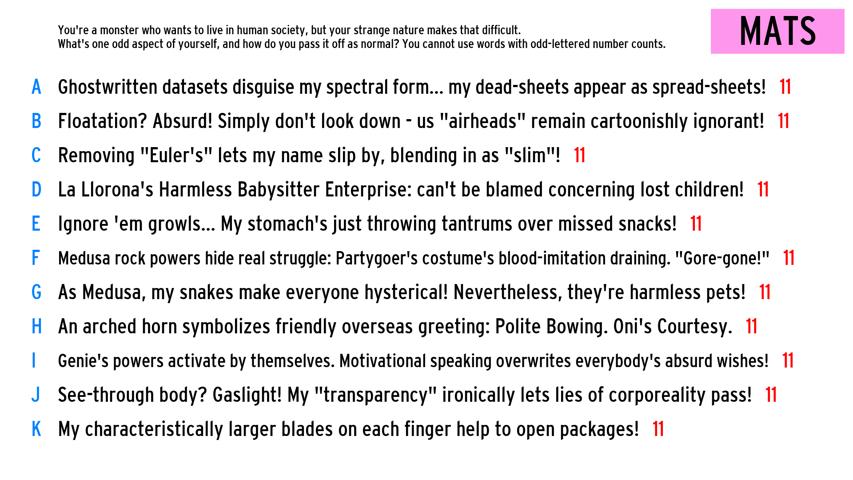 You're a monster who wants to live in human society, but your strange nature makes that difficult.
What's one odd aspect of yourself, and how do you pass it off as normal? You cannot use words with odd-lettered number counts.
MATS
A Ghostwritten datasets disguise my spectral form... my dead-sheets appear as spread-sheets! 11
B Floatation? Absurd! Simply don't look down - us "airheads" remain cartoonishly ignorant! 11
C Removing "Euler's" lets my name slip by, blending in as "slim"! 11
D La Llorona's Harmless Babysitter Enterprise: can't be blamed concerning lost children! 11
E Ignore 'em growls... My stomach's just throwing tantrums over missed snacks! 11
F Medusa rock powers hide real struggle: Partygoer's costume's blood-imitation draining. "Gore-gone!" 11
G As Medusa, my snakes make everyone hysterical! Nevertheless, they're harmless pets! 11
H An arched horn symbolizes friendly overseas greeting: Polite Bowing. Oni's Courtesy. 11
I Genie's powers activate by themselves. Motivational speaking overwrites everybody's absurd wishes! 11
J See-through body? Gaslight! My "transparency" ironically lets lies of corporeality pass! 11
K My characteristically larger blades on each finger help to open packages! 11